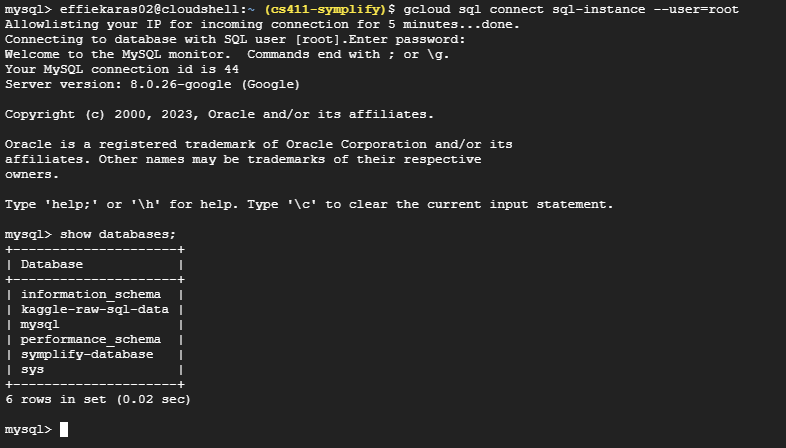 mysql> effiekaras02@cloudshell:~ (cs411-symplify)$ gcloud sql connect sql-instance --user=root
Allowlisting your IP for incoming connection for 5 minutes...done.
Connecting to database with SQL user [root].Enter password:
Welcome to the MySQL monitor.  Commands end with ; or \g.
Your MySQL connection id is 44
Server version: 8.0.26-google (Google)

Copyright (c) 2000, 2023, Oracle and/or its affiliates.

Oracle is a registered trademark of Oracle Corporation and/or its
affiliates. Other names may be trademarks of their respective
owners.

Type 'help;' or '\h' for help. Type '\c' to clear the current input statement.

mysql> show databases;
+---------------------+
| Database            |
+---------------------+
| information_schema  |
| kaggle-raw-sql-data |
| mysql               |
| performance_schema  |
| symplify-database   |
| sys                 |
+---------------------+
6 rows in set (0.02 sec)

mysql>